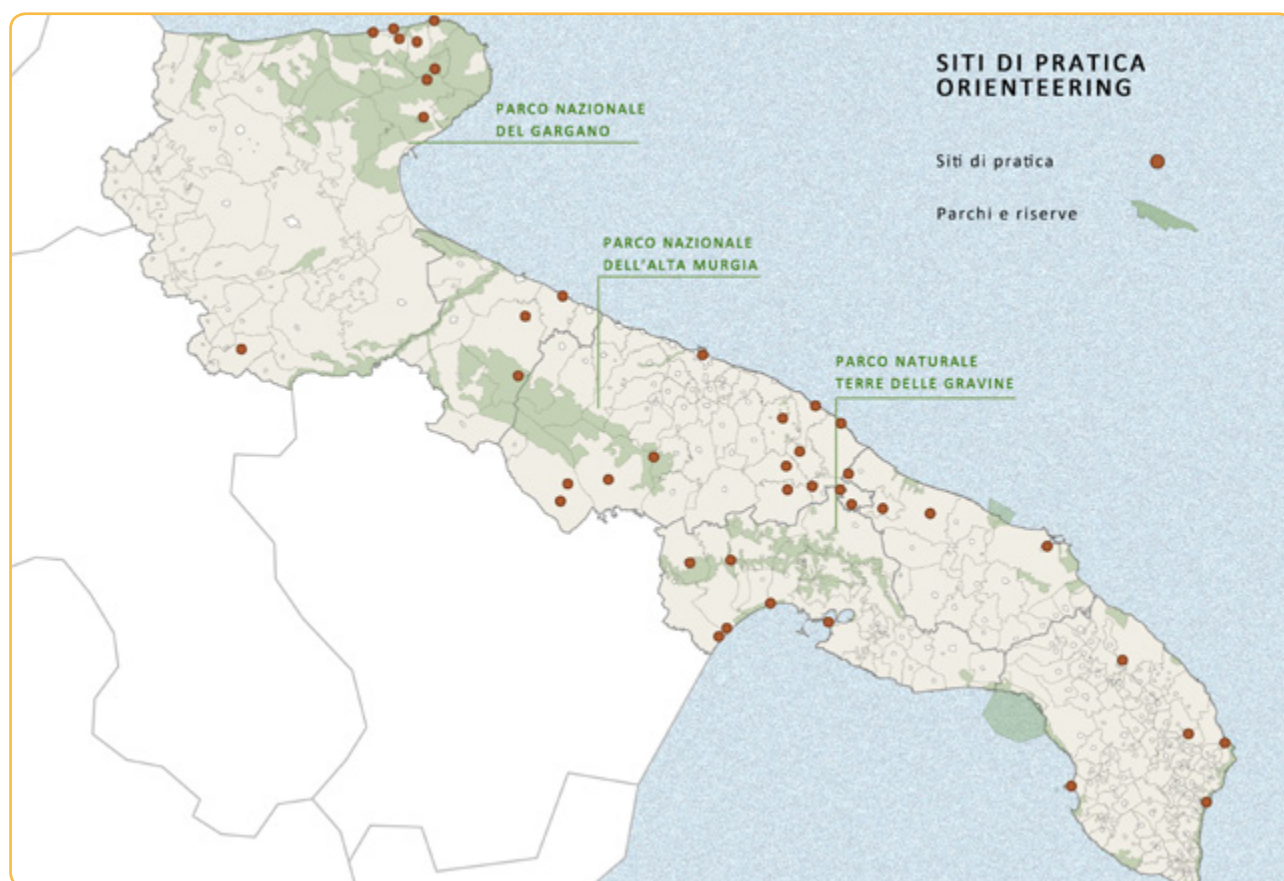 SITI DI PRATICA
ORIENTEERING
Siti di pratica
Parchi e riserve
PARCO NAZIONALE
DEL GARGANO
PARCO NAZIONALE
DELL'ALTA MURGIA
PARCO NATURALE
TERRE DELLE GRAVINE